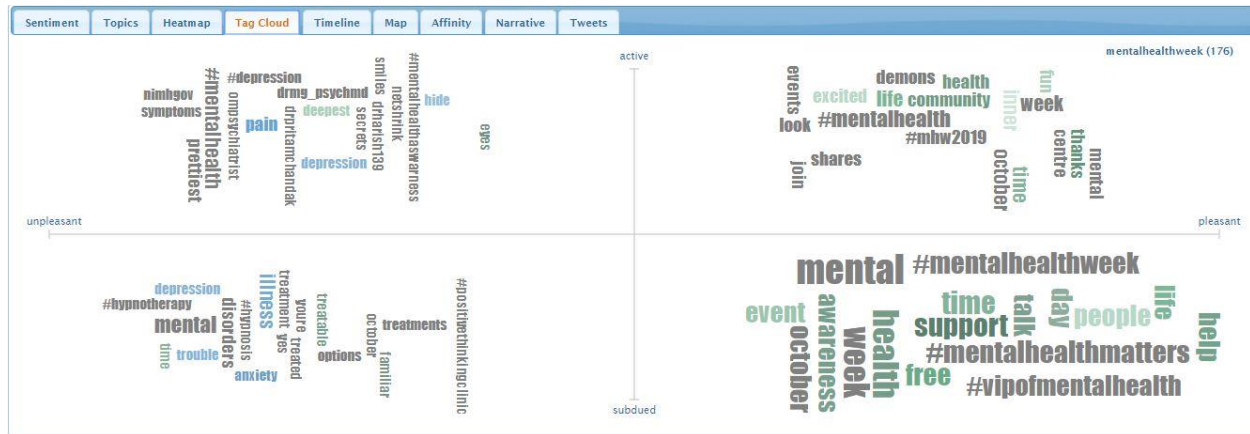 Sentiment
Topics
Heatmap
Tag Cloud
Timeline
Map
Affinity
Narrative
Tweets
mentalhealthweek (176)
active
unpleasant
pleasant
subdued
#mentalhealth
#depression
nimhgov
symptoms
prettiest
ompsychiatrist
pain
drmg_psychmd
deepest
drpritamchandak
depression
secrets
smiles
drharish139
netshrink
#mentalhealthaswarness
hide
eyes
events
demons
health
excited
life
community
look
#mentalhealth
#mhw2019
join
shares
inner
fun
week
october
time
centre
thanks
mental
depression
#hypnotherapy
mental
disorders
#hypnosis
illness
treatment
yes
youre
treated
treatable
time
trouble
anxiety
options
october
familiar
treatments
#positivethinkingclinic
mental
#mentalhealthweek
event
awareness
october
week
health
time
support
talk
day
people
life
help
#mentalhealthmatters
free
#vipofmentalhealth